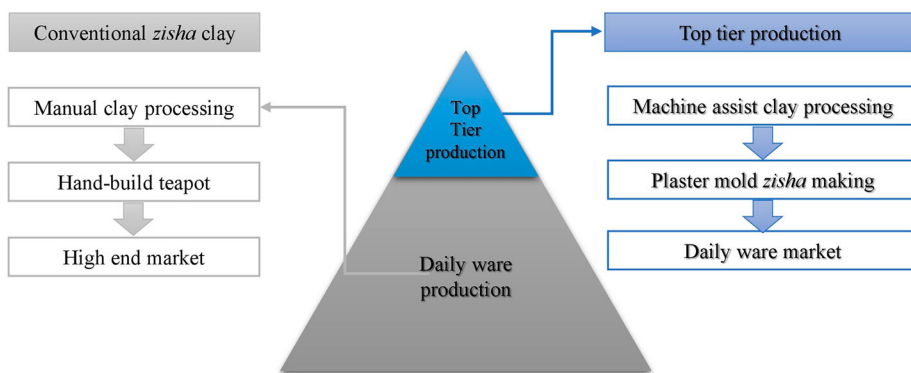 Conventional zisha clay
Manual clay processing
Hand-build teapot
High end market
Top
Tier
production
Daily ware
production
Top tier production
Machine assist clay processing
Plaster mold zisha making
Daily ware market